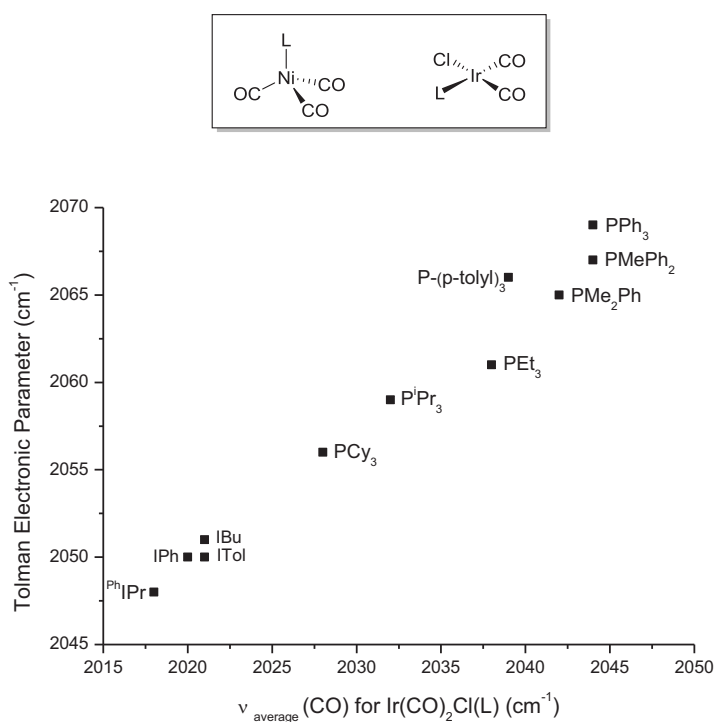 L
Ni
OC
CO
CO
Cl
CO
Ir
L
CO
Tolman Electronic Parameter (cm⁻¹)
2070
2065
2060
2055
2050
2045
PPh₃
PMePh₂
P-(p-tolyl)₃
PMe₂Ph
PEt₃
PⁱPr₃
PCy₃
IBu
IPh
ITol
ᴾʰIPr
2015 2020 2025 2030 2035 2040 2045 2050
ν average (CO) for Ir(CO)₂Cl(L) (cm⁻¹)